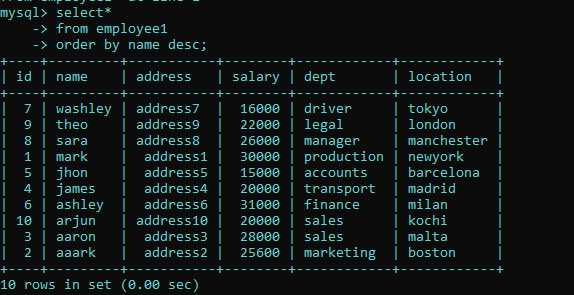 mysql> select*
    -> from employee1
    -> order by name desc;
+----+---------+-----------+--------+------------+------------+
| id | name    | address   | salary | dept       | location   |
+----+---------+-----------+--------+------------+------------+
|  7 | washley | address7  |  16000 | driver     | tokyo      |
|  9 | theo    | address9  |  22000 | legal      | london     |
|  8 | sara    | address8  |  26000 | manager    | manchester |
|  1 | mark    |  address1 |  30000 | production | newyork    |
|  5 | jhon    |  address5 |  15000 | accounts   | barcelona  |
|  4 | james   |  address4 |  20000 | transport  | madrid     |
|  6 | ashley  |  address6 |  31000 | finance    | milan      |
| 10 | arjun   | address10 |  20000 | sales      | kochi      |
|  3 | aaron   |  address3 |  28000 | sales      | malta      |
|  2 | aaark   |  address2 |  25600 | marketing  | boston     |
+----+---------+-----------+--------+------------+------------+
10 rows in set (0.00 sec)